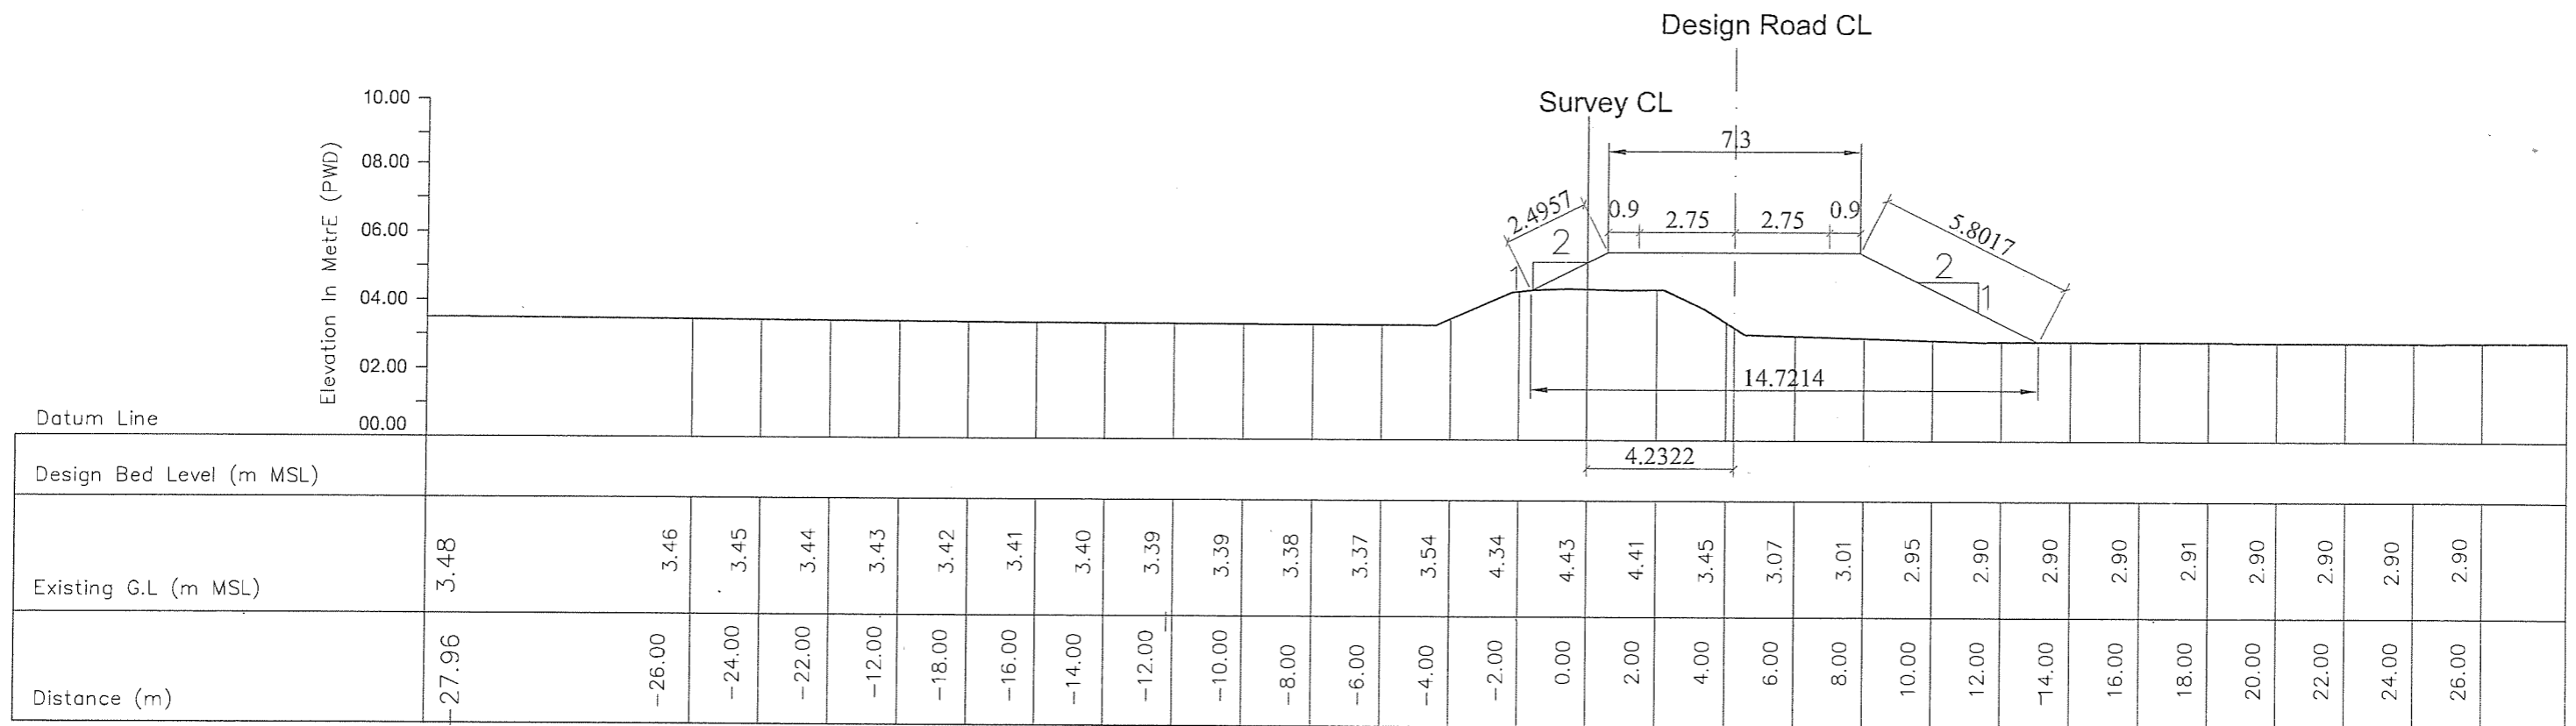 Design Road CL
Survey CL
10.00
08.00
06.00
04.00
02.00
00.00
Elevation In MetrE (PWD)
7.3
2.4957
0.9
2.75
2.75
0.9
5.8017
2
1
2
1
14.7214
4.2322
Datum Line
Design Bed Level (m MSL)
Existing G.L (m MSL) 3.48 3.46 3.45 3.44 3.43 3.42 3.41 3.40 3.39 3.39 3.38 3.37 3.54 4.34 4.43 4.41 3.45 3.07 3.01 2.95 2.90 2.90 2.90 2.91 2.90 2.90 2.90 2.90
Distance (m) -27.96 -26.00 -24.00 -22.00 -12.00 -18.00 -16.00 -14.00 -12.00 -10.00 -8.00 -6.00 -4.00 -2.00 0.00 2.00 4.00 6.00 8.00 10.00 12.00 -14.00 16.00 18.00 20.00 22.00 24.00 26.00